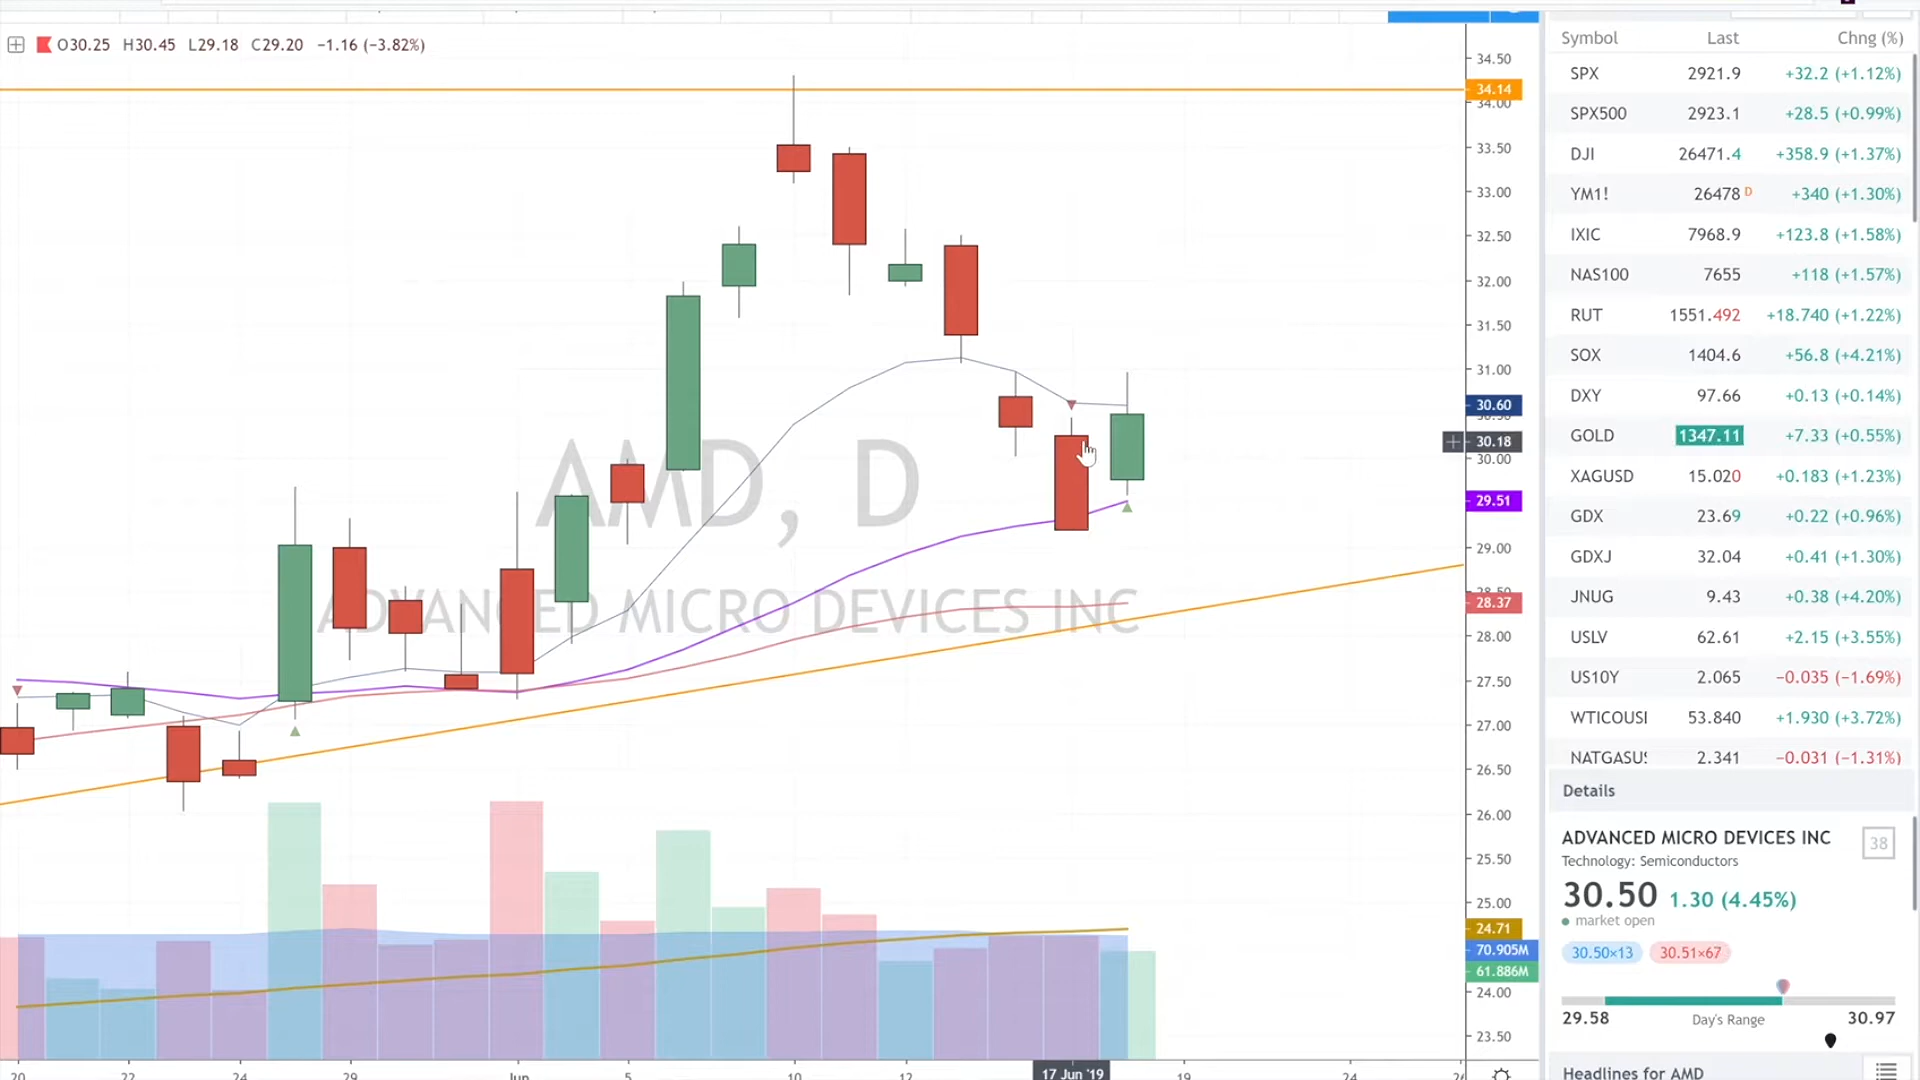 O30.25 H30.45 L29.18 C29.20 −1.16 (−3.82%)
Symbol Last Chng (%)
SPX 2921.9 +32.2 (+1.12%)
SPX500 2923.1 +28.5 (+0.99%)
DJI 26471.4 +358.9 (+1.37%)
YM1! 26478 D +340 (+1.30%)
IXIC 7968.9 +123.8 (+1.58%)
NAS100 7655 +118 (+1.57%)
RUT 1551.492 +18.740 (+1.22%)
SOX 1404.6 +56.8 (+4.21%)
DXY 97.66 +0.13 (+0.14%)
GOLD 1347.11 +7.33 (+0.55%)
XAGUSD 15.020 +0.183 (+1.23%)
GDX 23.69 +0.22 (+0.96%)
GDXJ 32.04 +0.41 (+1.30%)
JNUG 9.43 +0.38 (+4.20%)
USLV 62.61 +2.15 (+3.55%)
US10Y 2.065 −0.035 (−1.69%)
WTICOUSI 53.840 +1.930 (+3.72%)
NATGASUS 2.341 −0.031 (−1.31%)
Details
ADVANCED MICRO DEVICES INC 38
Technology: Semiconductors
30.50 1.30 (4.45%)
market open
30.50×13 30.51×67
29.58 Day's Range 30.97
Headlines for AMD
AMD, D
ADVANCED MICRO DEVICES INC
34.50
34.14
34.00
33.50
33.00
32.50
32.00
31.50
31.00
30.60
30.50
30.18
30.00
29.51
29.00
28.50
28.37
28.00
27.50
27.00
26.50
26.00
25.50
25.00
24.71
70.905M
61.886M
24.00
23.50
20 22 24 29 Jun 5 10 12 17 Jun '19 19 24